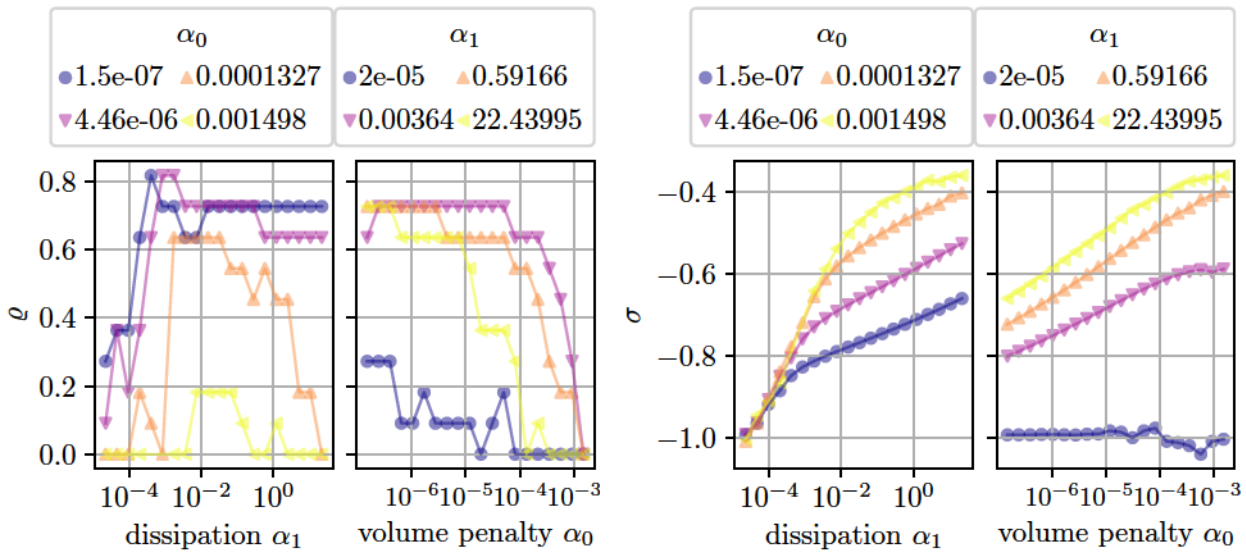 α₀ α₁ α₀ α₁
1.5e-07 0.0001327 2e-05 0.59166 1.5e-07 0.0001327 2e-05 0.59166
4.46e-06 0.001498 0.00364 22.43995 4.46e-06 0.001498 0.00364 22.43995
0.8
0.6
0.4
0.2
0.0
ϱ
10⁻⁴ 10⁻² 10⁰
dissipation α₁
10⁻⁶ 10⁻⁵ 10⁻⁴ 10⁻³
volume penalty α₀
−0.4
−0.6
−0.8
−1.0
σ
10⁻⁴ 10⁻² 10⁰
dissipation α₁
10⁻⁶ 10⁻⁵ 10⁻⁴ 10⁻³
volume penalty α₀